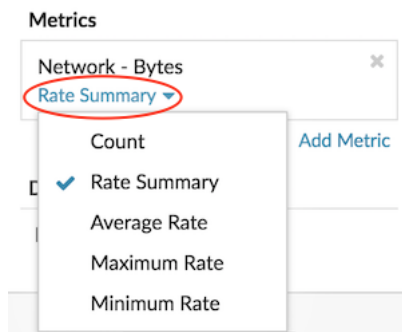 Metrics
Network - Bytes
Rate Summary
Count
Add Metric
Rate Summary
Average Rate
Maximum Rate
Minimum Rate